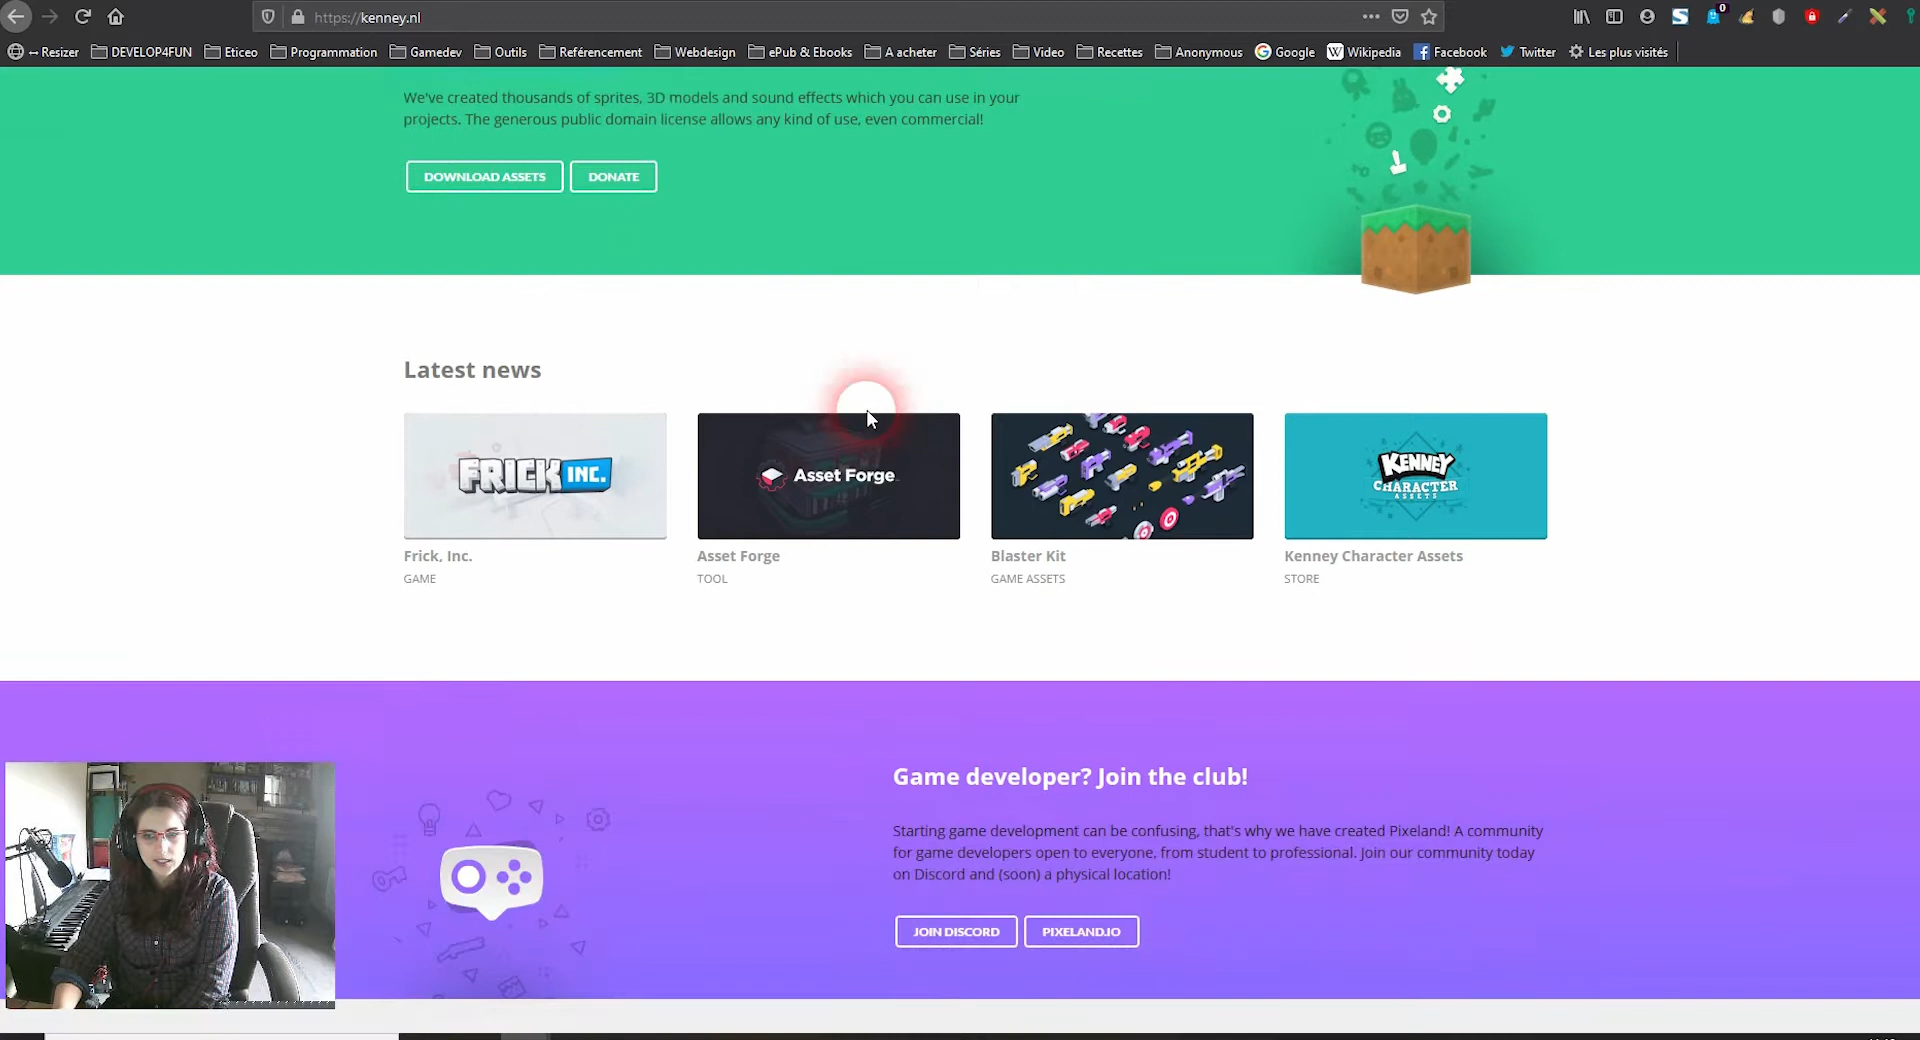 https://kenney.nl
0
↔ Resizer DEVELOP4FUN Eticeo Programmation Gamedev Outils Reférencement Webdesign ePub & Ebooks A acheter Séries Video Recettes Anonymous Google Wikipedia Facebook Twitter Les plus visités
We've created thousands of sprites, 3D models and sound effects which you can use in your
projects. The generous public domain license allows any kind of use, even commercial!
DOWNLOAD ASSETS DONATE
Latest news
FRICK INC.
Asset Forge
KENNEY
CHARACTER
ASSETS
Frick, Inc. Asset Forge Blaster Kit Kenney Character Assets
GAME TOOL GAME ASSETS STORE
Game developer? Join the club!
Starting game development can be confusing, that's why we have created Pixeland! A community
for game developers open to everyone, from student to professional. Join our community today
on Discord and (soon) a physical location!
JOIN DISCORD PIXELAND.IO